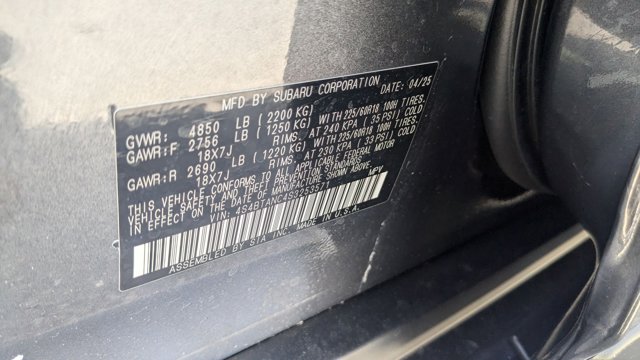 MFD BY SUBARU CORPORATION DATE: 04/25
GVWR: 4850 LB (2200 KG)
GAWR:F 2756 LB (1250 KG) WITH 225/60R18 100H TIRES,
18X7J RIMS, AT 240 KPA (35 PSI) COLD
GAWR:R 2690 LB (1220 KG) WITH 225/60R18 100H TIRES,
18X7J RIMS, AT 230 KPA (33 PSI) COLD
THIS VEHICLE CONFORMS TO ALL APPLICABLE FEDERAL MOTOR
VEHICLE SAFETY AND THEFT PREVENTION STANDARDS
IN EFFECT ON THE DATE OF MANUFACTURE SHOWN ABOVE.
VIN: 4S4BTANC4S3253571 MPV
ASSEMBLED BY SIA INC. MADE IN U.S.A.